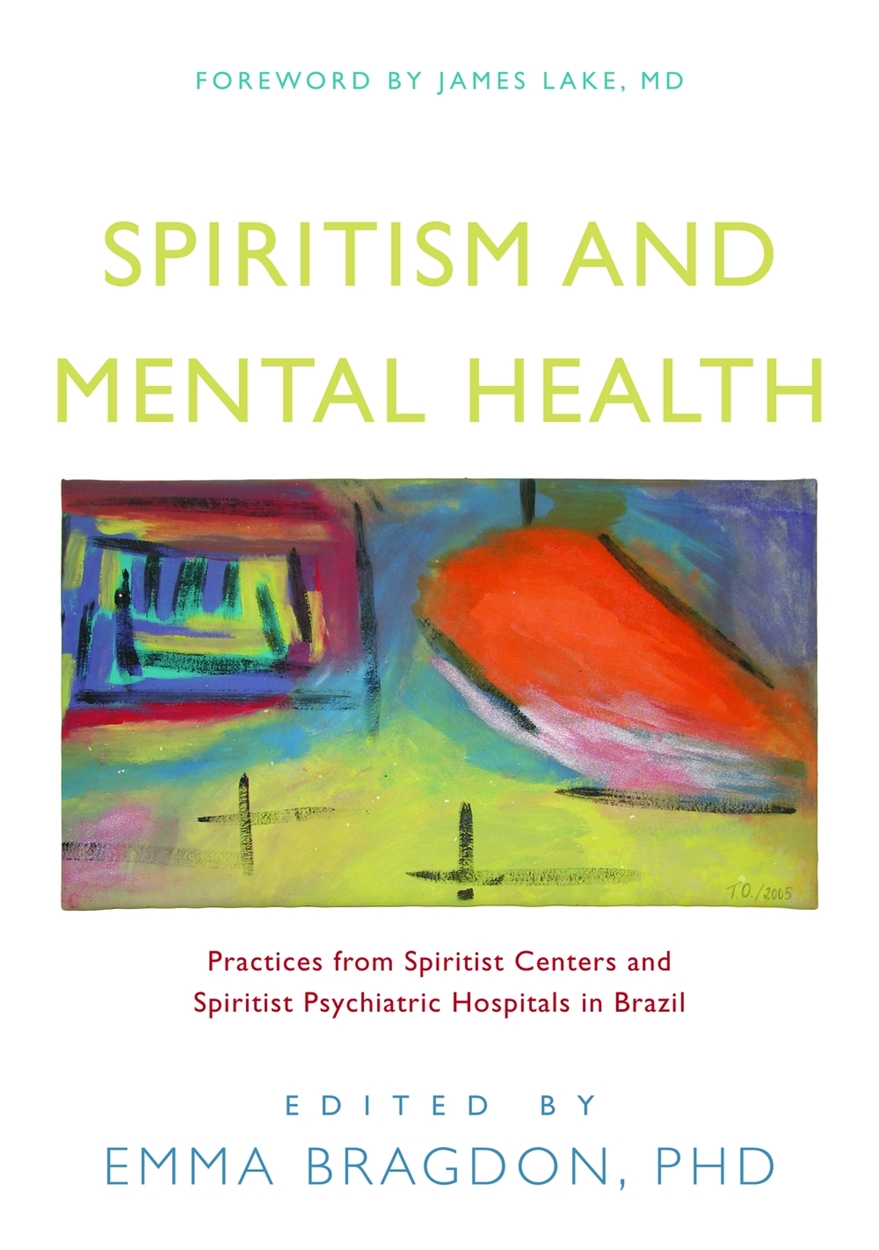 FOREWORD BY JAMES LAKE, MD
SPIRITISM AND
MENTAL HEALTH
T.O./2005
Practices from Spiritist Centers and
Spiritist Psychiatric Hospitals in Brazil
EDITED BY
EMMA BRAGDON, PHD